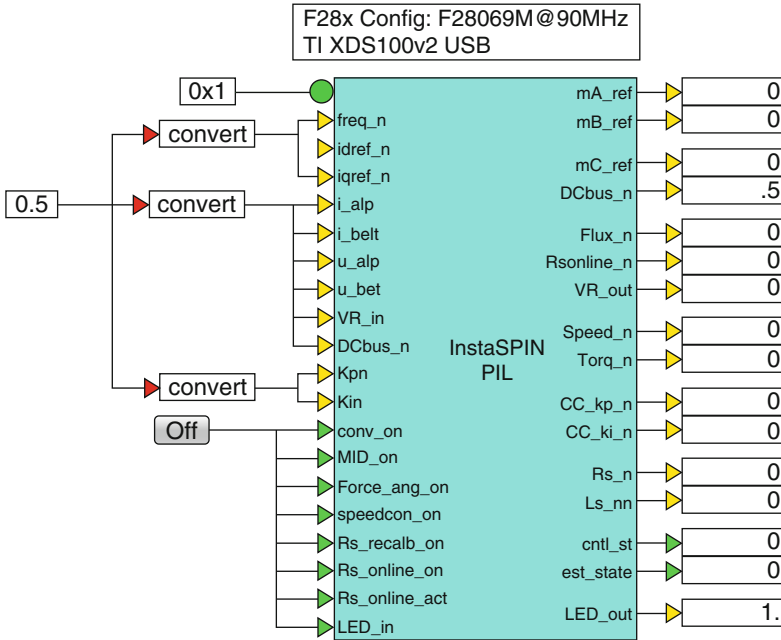 F28x Config: F28069M@90MHz
TI XDS100v2 USB
0x1
convert
0.5
convert
convert
Off
freq_n
idref_n
iqref_n
i_alp
i_belt
u_alp
u_bet
VR_in
DCbus_n
Kpn
Kin
conv_on
MID_on
Force_ang_on
speedcon_on
Rs_recalb_on
Rs_online_on
Rs_online_act
LED_in
InstaSPIN
PIL
mA_ref 0
mB_ref 0
mC_ref 0
DCbus_n .5
Flux_n 0
Rsonline_n 0
VR_out 0
Speed_n 0
Torq_n 0
CC_kp_n 0
CC_ki_n 0
Rs_n 0
Ls_nn 0
cntl_st 0
est_state 0
LED_out 1.